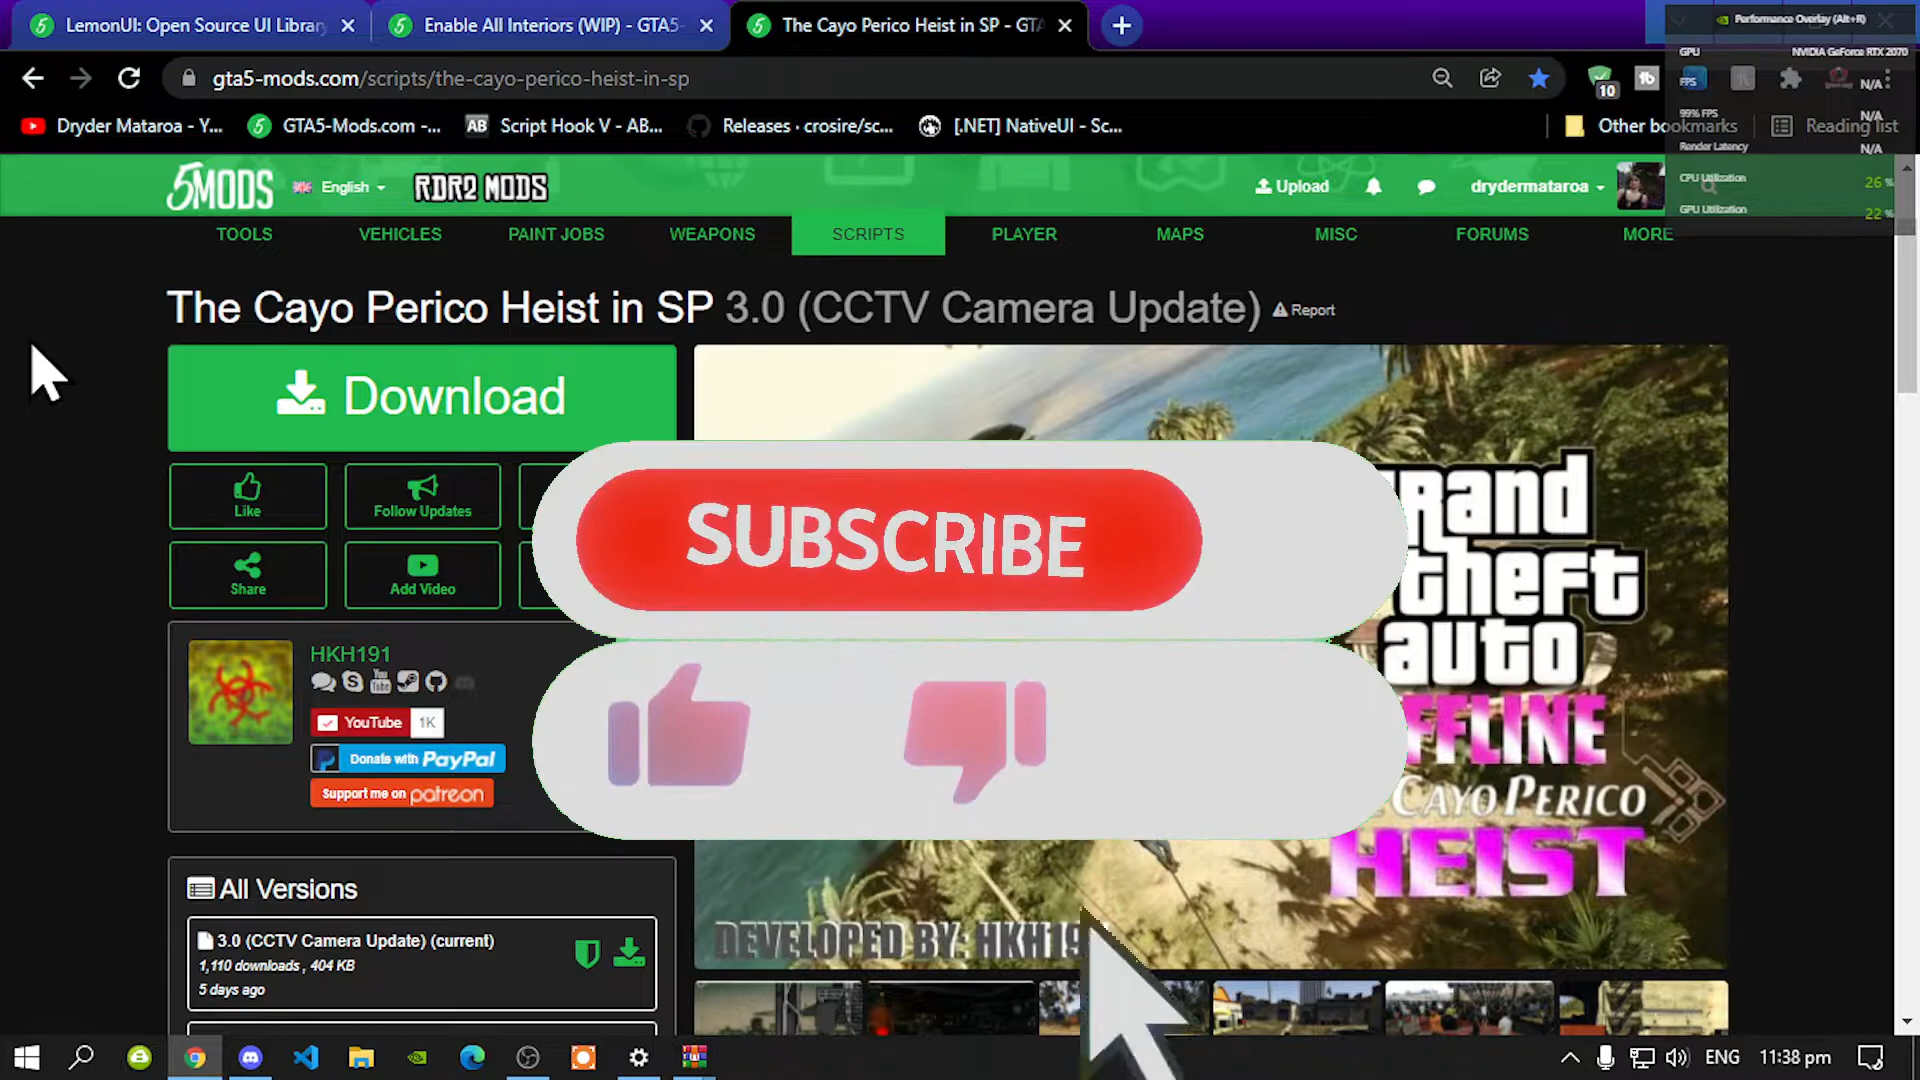 LemonUI: Open Source UI Library
Enable All Interiors (WIP) - GTA5-
The Cayo Perico Heist in SP - GTA
Performance Overlay (Alt+R)
GPU
NVIDIA GeForce RTX 2070
gta5-mods.com/scripts/the-cayo-perico-heist-in-sp
10
FPS
N/A
99% FPS
N/A
Dryder Mataroa - Y...
GTA5-Mods.com -...
AB
Script Hook V - AB...
Releases · crosire/sc...
[.NET] NativeUI - Sc...
Other bookmarks
Reading list
Render Latency
N/A
5MODS
English
RDR2 MODS
Upload
drydermataroa
CPU Utilization
26 %
GPU Utilization
22 %
TOOLS
VEHICLES
PAINT JOBS
WEAPONS
SCRIPTS
PLAYER
MAPS
MISC
FORUMS
MORE
The Cayo Perico Heist in SP 3.0 (CCTV Camera Update)
Report
Download
Like
Follow Updates
Share
Add Video
SUBSCRIBE
theft
auto
CAYO PERICO
HEIST
DEVELOPED BY: HKH19
HKH191
You
Tube
YouTube
1K
Donate with PayPal
Support me on patreon
All Versions
3.0 (CCTV Camera Update) (current)
1,110 downloads , 404 KB
5 days ago
ENG
11:38 pm